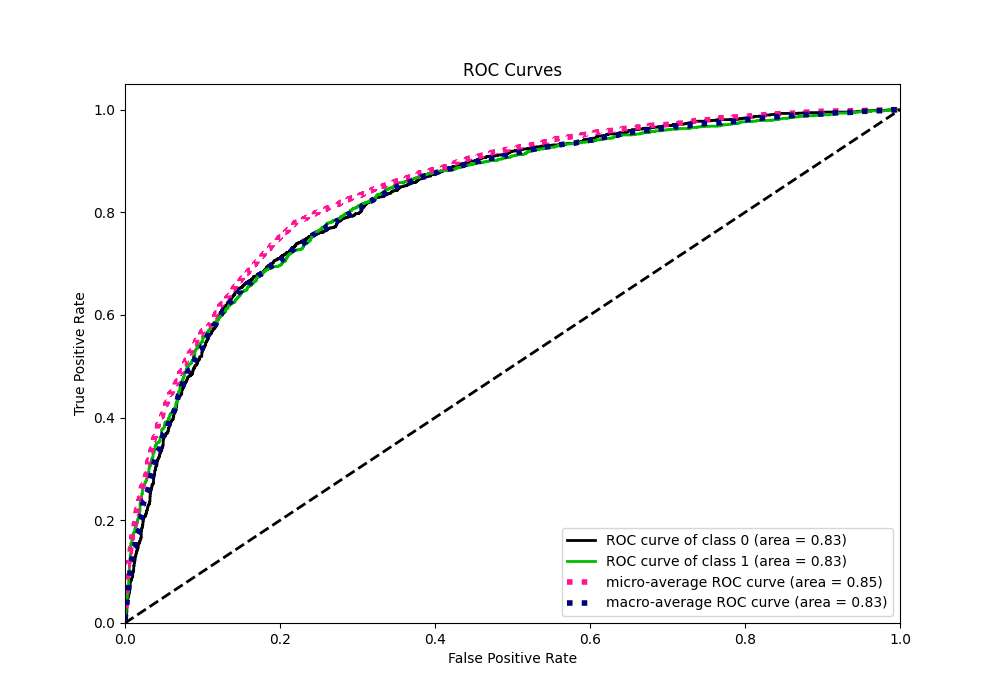 ROC Curves
True Positive Rate
1.0
0.8
0.6
0.4
0.2
0.0
ROC curve of class 0 (area = 0.83)
ROC curve of class 1 (area = 0.83)
micro-average ROC curve (area = 0.85)
macro-average ROC curve (area = 0.83)
0.0 0.2 0.4 0.6 0.8 1.0
False Positive Rate